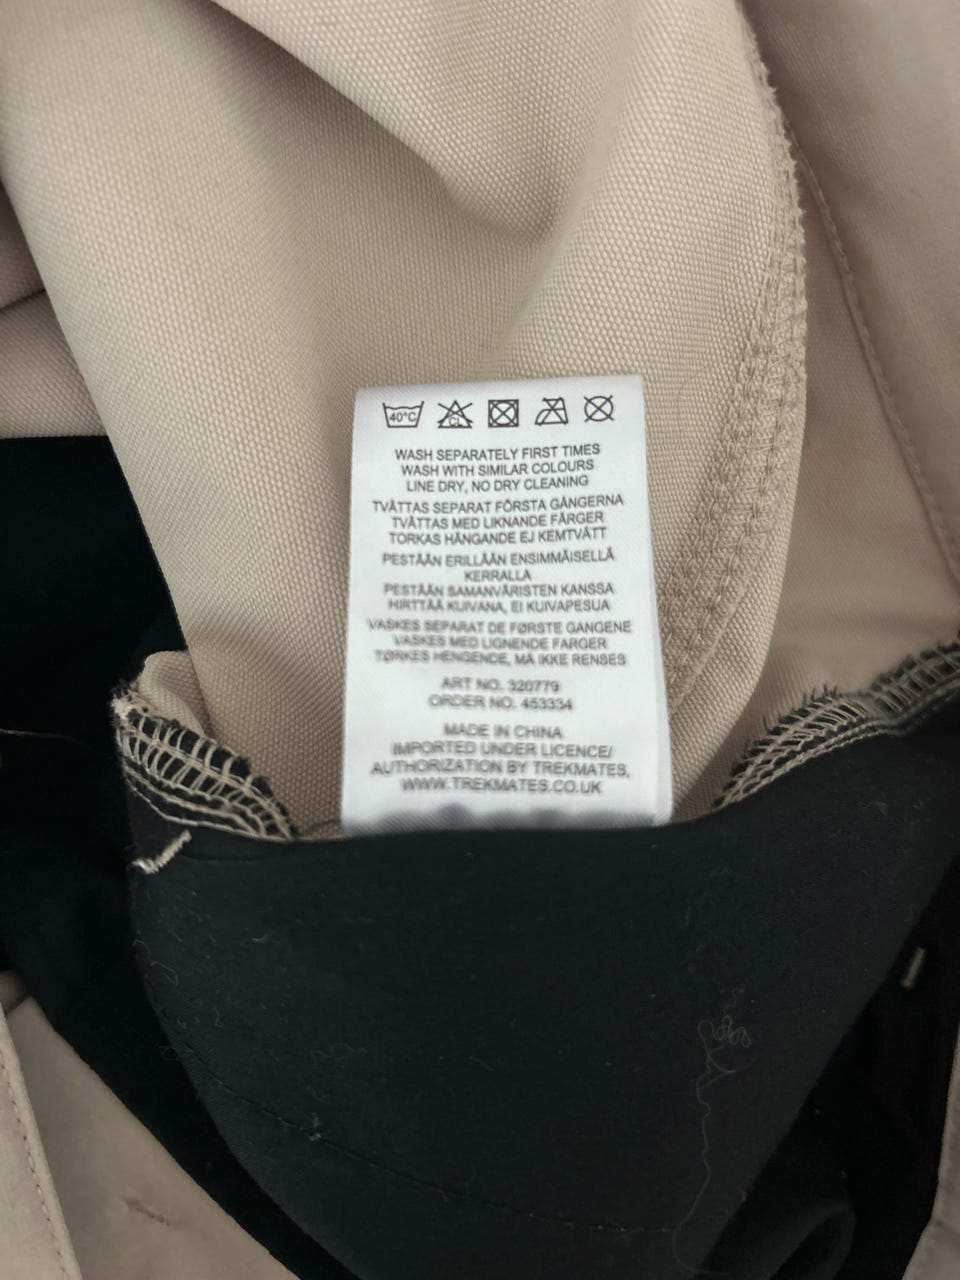 40°C CL
WASH SEPARATELY FIRST TIMES
WASH WITH SIMILAR COLOURS
LINE DRY, NO DRY CLEANING
TVÄTTAS SEPARAT FÖRSTA GÅNGERNA
TVÄTTAS MED LIKNANDE FÄRGER
TORKAS HÄNGANDE EJ KEMTVÄTT
PESTÄÄN ERILLÄÄN ENSIMMÄISELLÄ
KERRALLA
PESTÄÄN SAMANVÄRISTEN KANSSA
HIRTTÄÄ KUIVANA, EI KUIVAPESUA
VASKES SEPARAT DE FØRSTE GANGENE
VASKES MED LIGNENDE FARGER
TØRKES HENGENDE, MÅ IKKE RENSES
ART NO. 320779
ORDER NO. 453334
MADE IN CHINA
IMPORTED UNDER LICENCE/
AUTHORIZATION BY TREKMATES,
WWW.TREKMATES.CO.UK